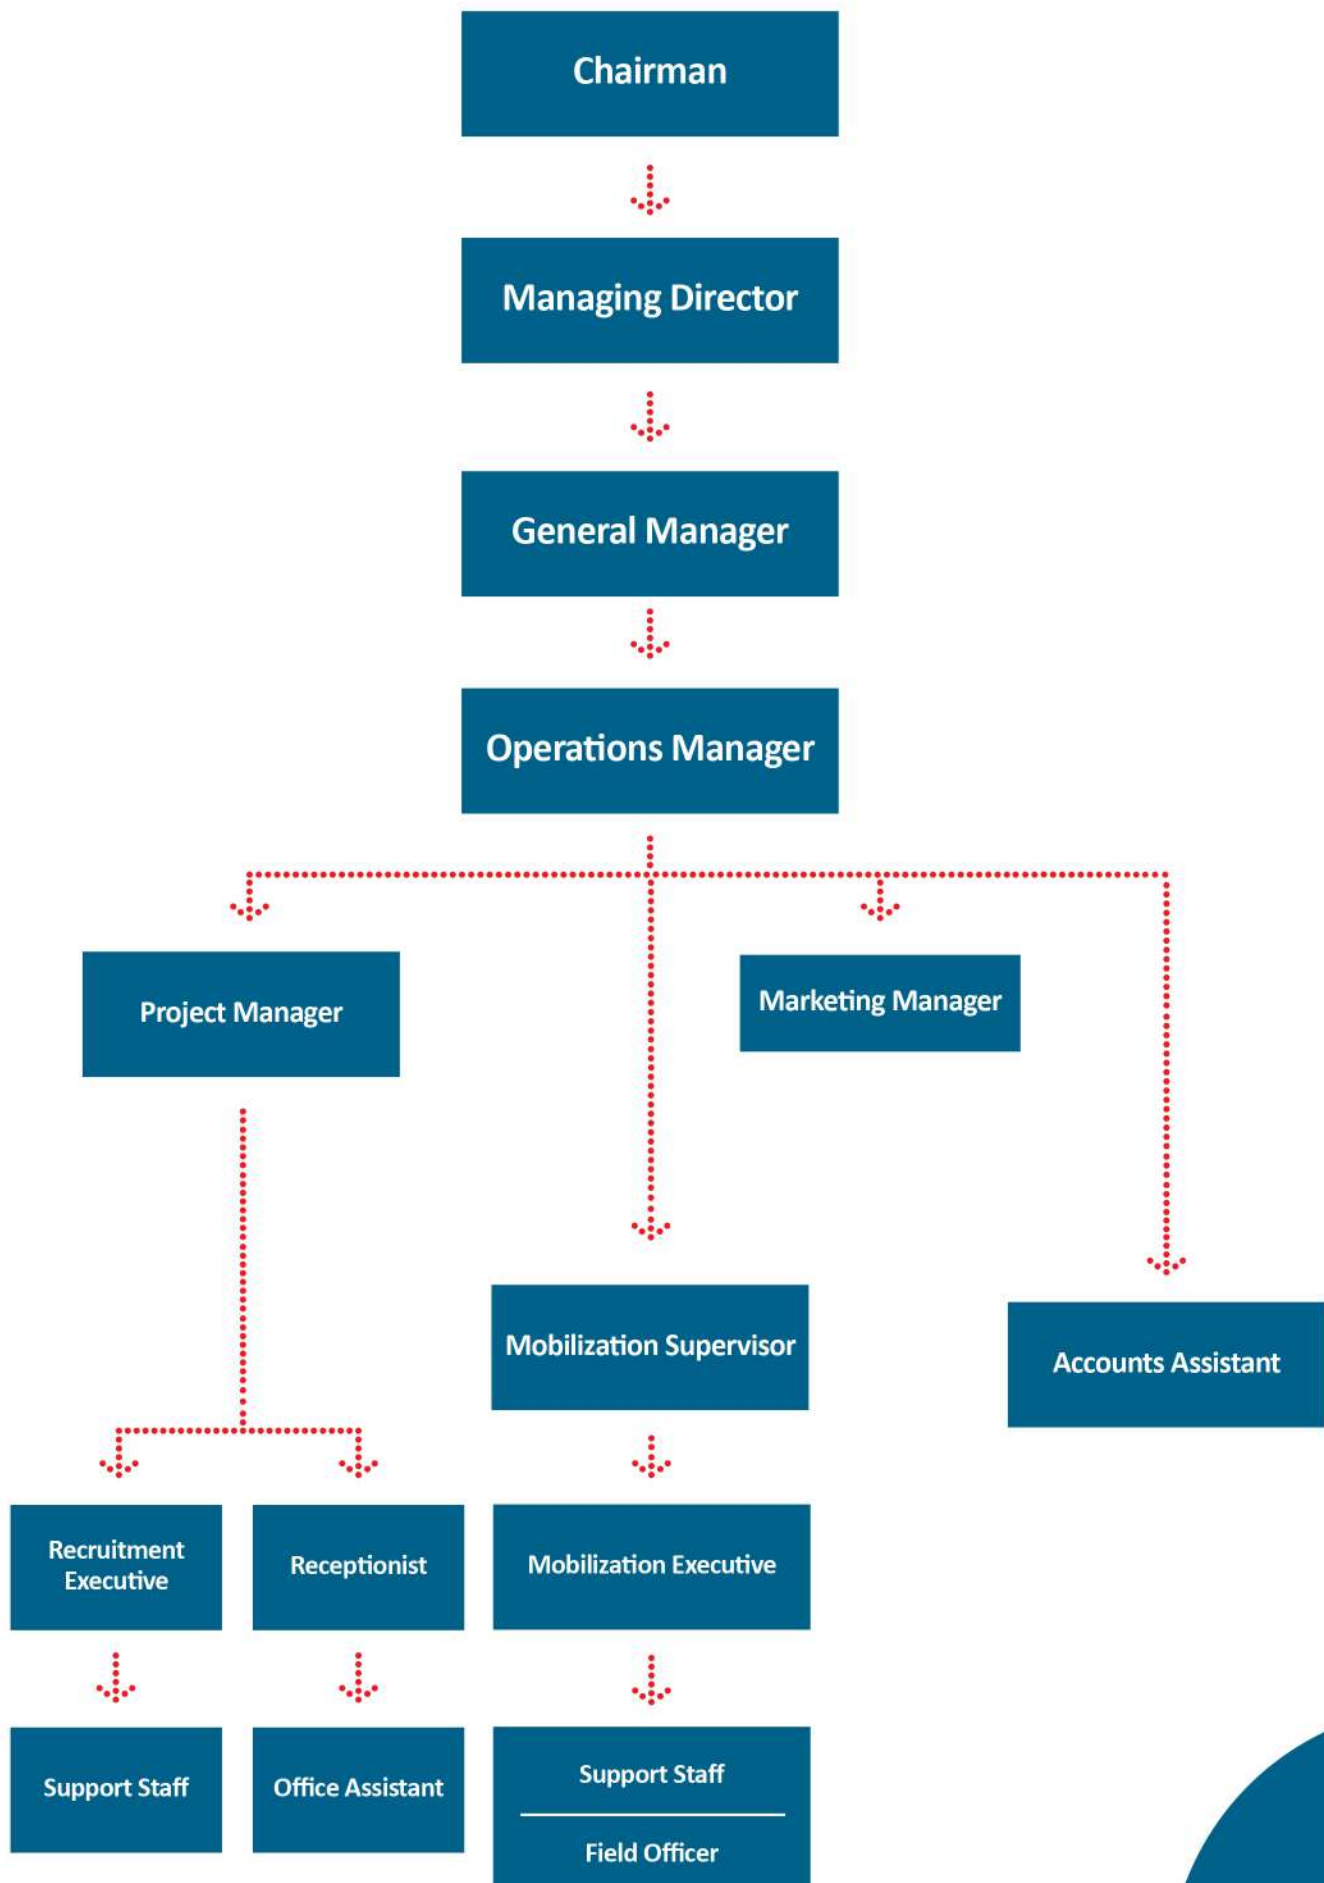 Chairman
Managing Director
General Manager
Operations Manager
Project Manager
Marketing Manager
Mobilization Supervisor
Accounts Assistant
Recruitment
Executive
Receptionist
Mobilization Executive
Support Staff
Office Assistant
Support Staff
Field Officer